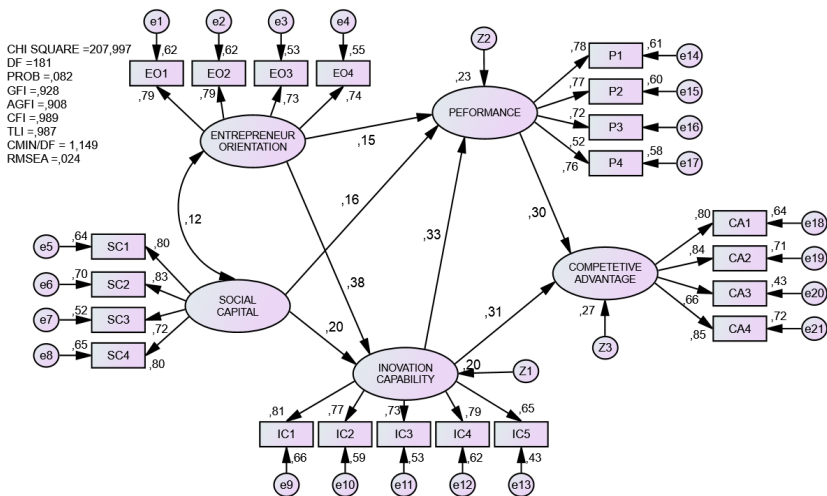 CHI SQUARE =207,997
DF =181
PROB =,082
GFI =,928
AGFI =,908
CFI =,989
TLI =,987
CMIN/DF = 1,149
RMSEA =,024
e1
e2
e3
e4
,62
,62
,53
,55
EO1
EO2
EO3
EO4
,79
,79
,73
,74
ENTREPRENEUR
ORIENTATION
Z2
,23
PEFORMANCE
,78
P1
,61
e14
,77
P2
,60
e15
,72
P3
e16
,52
,76
P4
,58
e17
,15
,16
,12
,33
,38
,20
,30
,31
e5
,64
SC1
,80
e6
,70
SC2
,83
e7
,52
SC3
,72
e8
,65
SC4
,80
SOCIAL
CAPITAL
COMPETETIVE
ADVANTAGE
,80
CA1
,64
e18
,84
CA2
,71
e19
CA3
,43
e20
,66
,85
CA4
,72
e21
,27
Z3
INOVATION
CAPABILITY
,20
Z1
,81
,77
,73
,79
,65
IC1
IC2
IC3
IC4
IC5
,66
,59
,53
,62
,43
e9
e10
e11
e12
e13